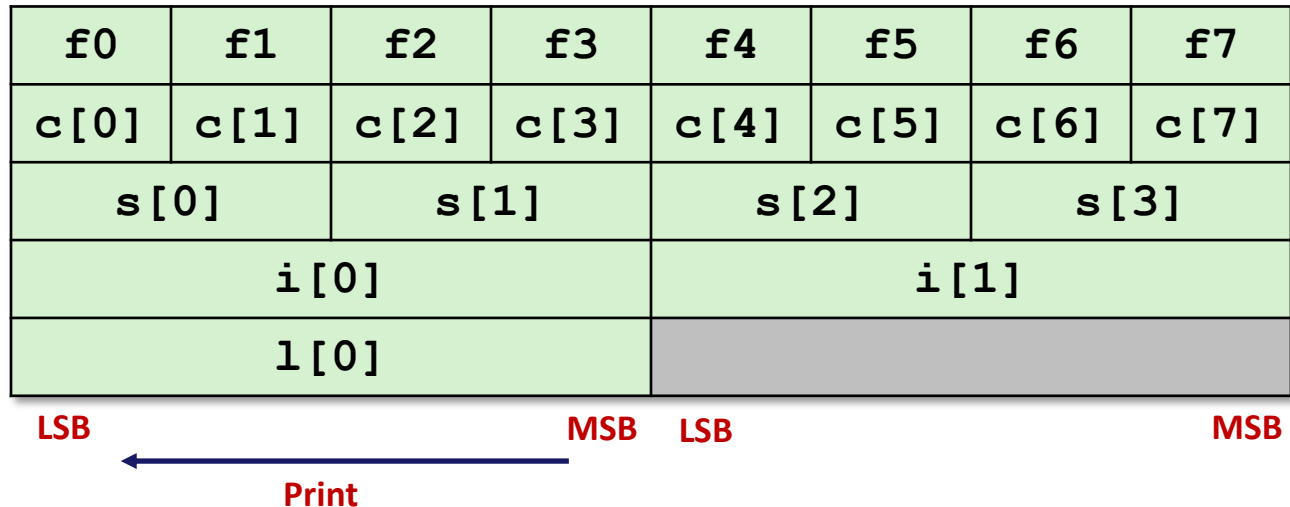 f0 f1 f2 f3 f4 f5 f6 f7
c[0] c[1] c[2] c[3] c[4] c[5] c[6] c[7]
s[0] s[1] s[2] s[3]
i[0] i[1]
l[0]
LSB MSB LSB MSB
Print